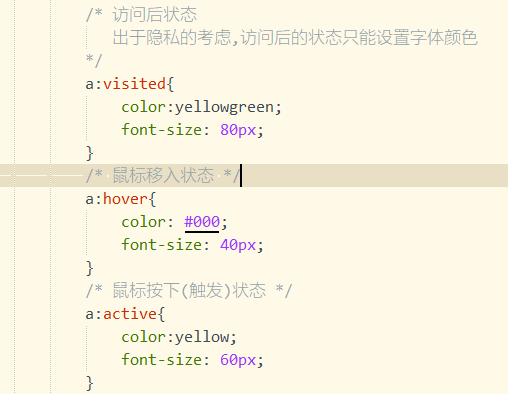 /* 访问后状态
出于隐私的考虑,访问后的状态只能设置字体颜色
*/
a:visited{
color:yellowgreen;
font-size: 80px;
}
/* 鼠标移入状态 */
a:hover{
color: #000;
font-size: 40px;
}
/* 鼠标按下(触发)状态 */
a:active{
color:yellow;
font-size: 60px;
}